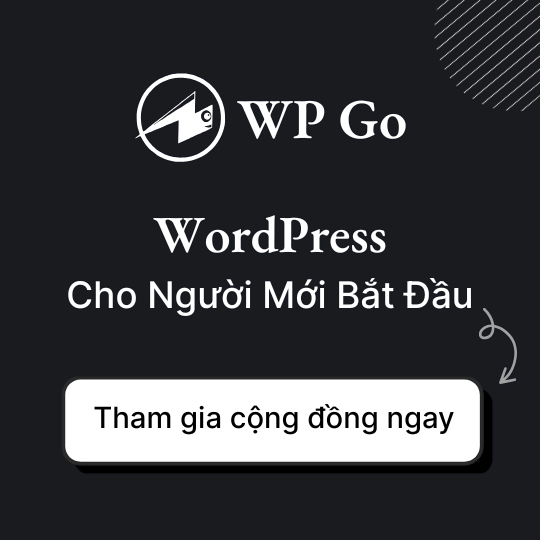 WP Go
WordPress
Cho Người Mới Bắt Đầu
Tham gia cộng đồng ngay